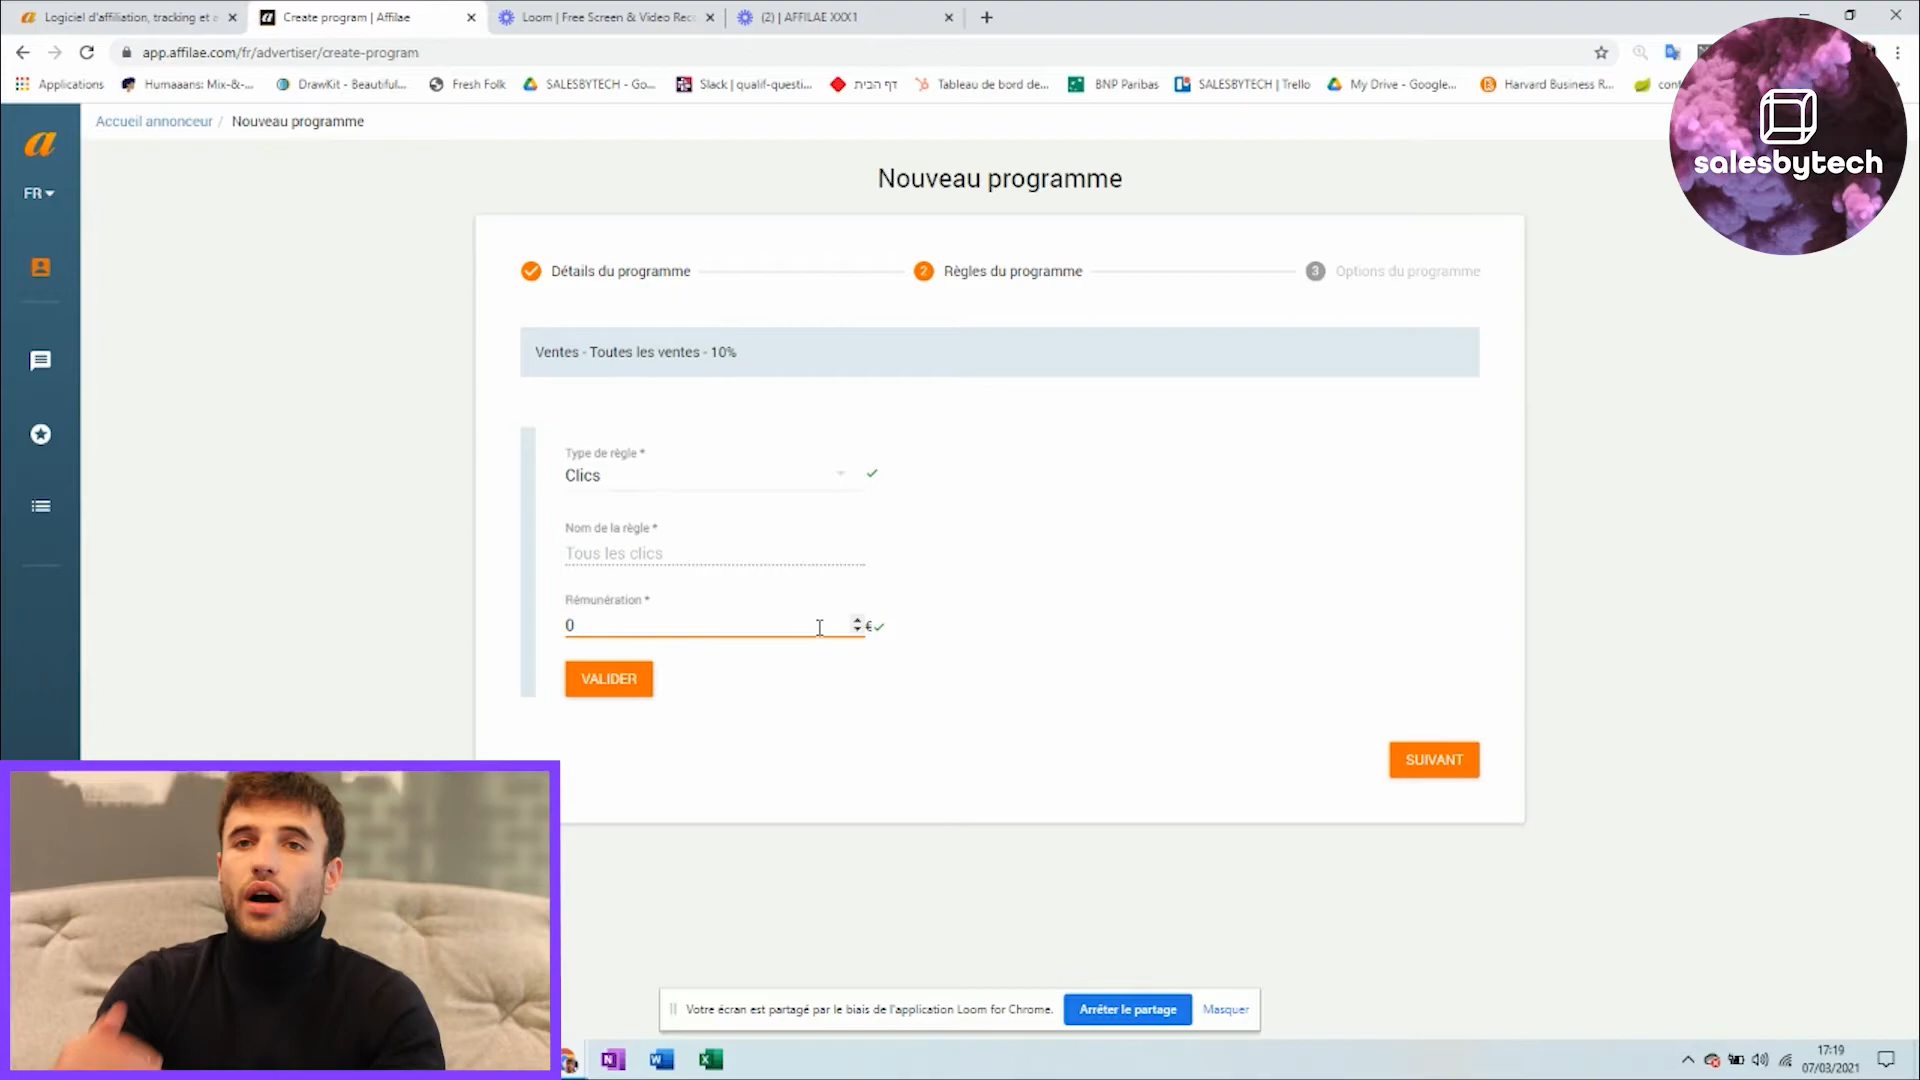 Logiciel d'affiliation, tracking et a
Create program | Affilae
Loom | Free Screen & Video Rec
(2) | AFFILAE XXX1
app.affilae.com/fr/advertiser/create-program
Applications
Humaaans: Mix-&-...
DrawKit - Beautiful...
Fresh Folk
SALESBYTECH - Go...
Slack | qualif-questi...
דף הבית
Tableau de bord de...
BNP Paribas
SALESBYTECH | Trello
My Drive - Google...
Harvard Business R...
salesbytech
a
FR
Accueil annonceur / Nouveau programme
Nouveau programme
Détails du programme
2 Règles du programme
3 Options du programme
Ventes - Toutes les ventes - 10%
Type de règle *
Clics
Nom de la règle *
Tous les clics
Rémunération *
0 €
VALIDER
SUIVANT
Votre écran est partagé par le biais de l'application Loom for Chrome.
Arrêter le partage
Masquer
17:19
07/03/2021